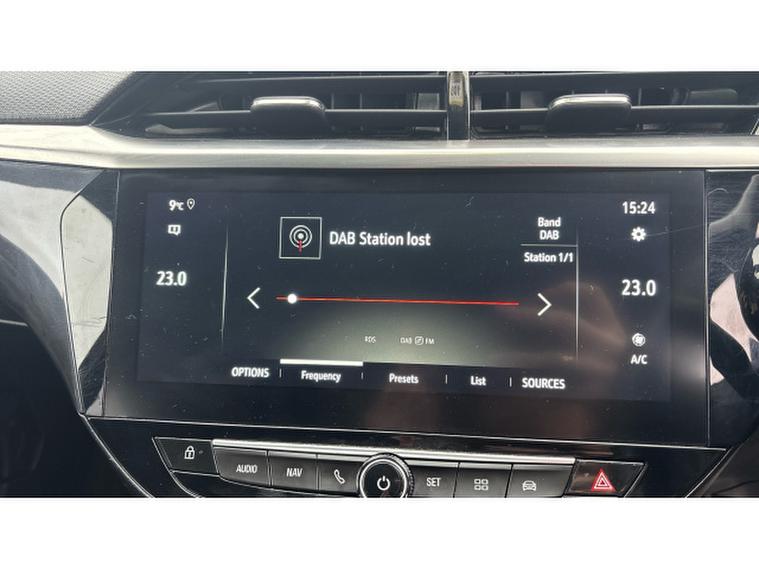 9°C
15:24
DAB Station lost
Band
DAB
Station 1/1
23.0
23.0
RDS DAB FM
A/C
OPTIONS Frequency Presets List SOURCES
AUDIO NAV SET